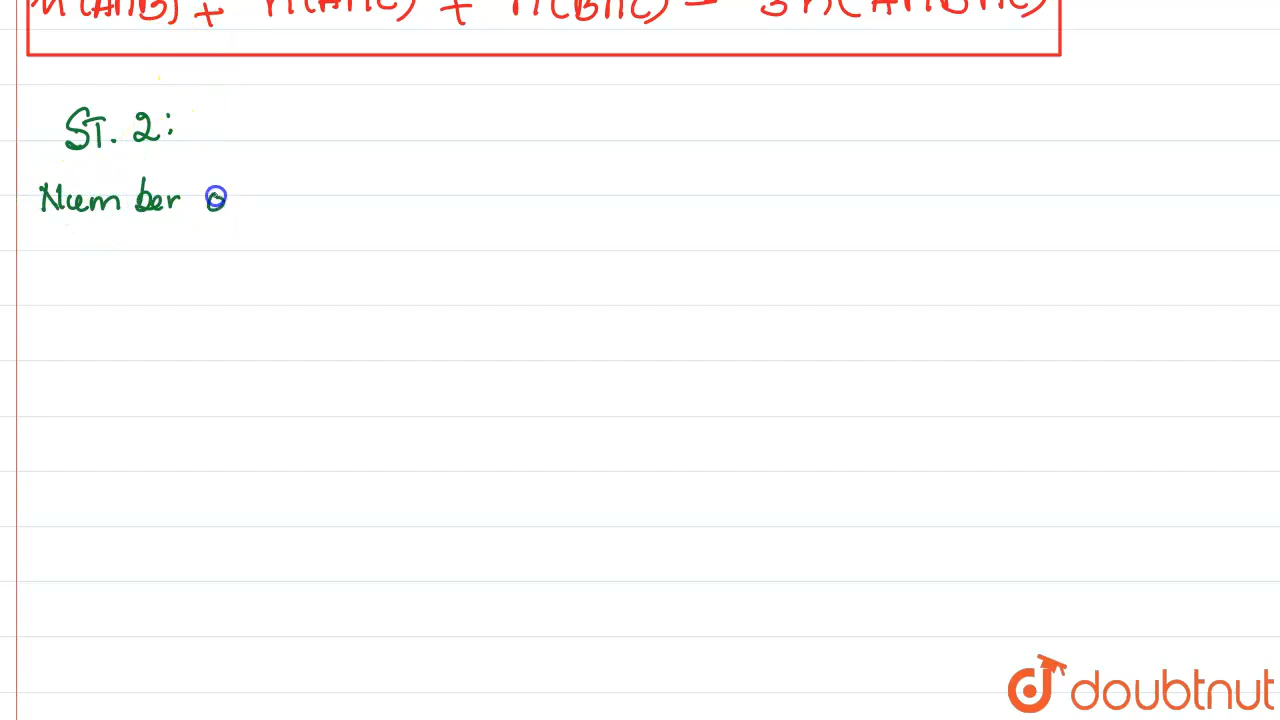 n(A∩B) + n(A∩C) + n(B∩C) - 3n(A∩B∩C)
ST. 2:
Number o
doubtnut